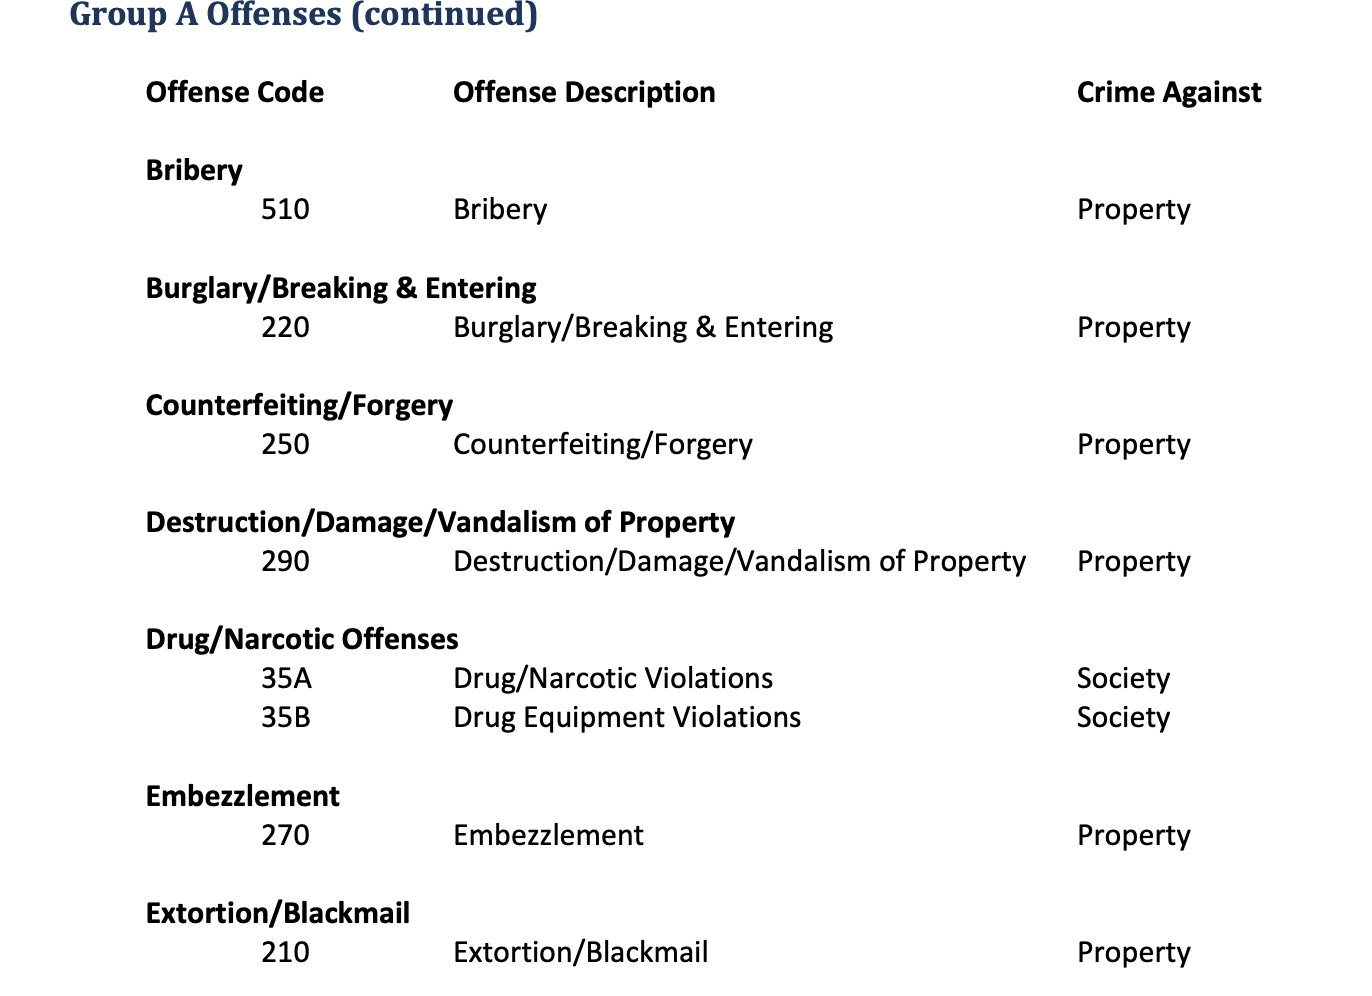 Group A Offenses (continued)
Offense Code Offense Description Crime Against
Bribery
510 Bribery Property
Burglary/Breaking & Entering
220 Burglary/Breaking & Entering Property
Counterfeiting/Forgery
250 Counterfeiting/Forgery Property
Destruction/Damage/Vandalism of Property
290 Destruction/Damage/Vandalism of Property Property
Drug/Narcotic Offenses
35A Drug/Narcotic Violations Society
35B Drug Equipment Violations Society
Embezzlement
270 Embezzlement Property
Extortion/Blackmail
210 Extortion/Blackmail Property